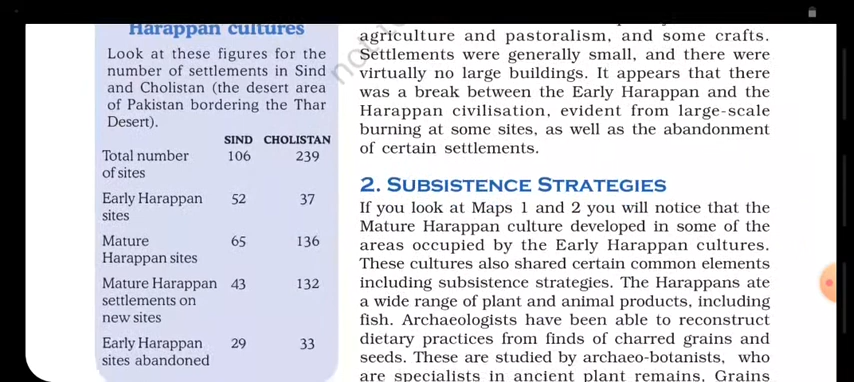 Harappan cultures
Look at these figures for the
number of settlements in Sind
and Cholistan (the desert area
of Pakistan bordering the Thar
Desert).
SIND CHOLISTAN
Total number 106 239
of sites
Early Harappan 52 37
sites
Mature 65 136
Harappan sites
Mature Harappan 43 132
settlements on
new sites
Early Harappan 29 33
sites abandoned
agriculture and pastoralism, and some crafts.
Settlements were generally small, and there were
virtually no large buildings. It appears that there
was a break between the Early Harappan and the
Harappan civilisation, evident from large-scale
burning at some sites, as well as the abandonment
of certain settlements.
2. SUBSISTENCE STRATEGIES
If you look at Maps 1 and 2 you will notice that the
Mature Harappan culture developed in some of the
areas occupied by the Early Harappan cultures.
These cultures also shared certain common elements
including subsistence strategies. The Harappans ate
a wide range of plant and animal products, including
fish. Archaeologists have been able to reconstruct
dietary practices from finds of charred grains and
seeds. These are studied by archaeo-botanists, who
are specialists in ancient plant remains. Grains